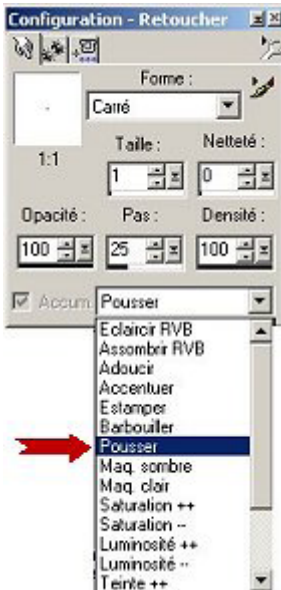 Configuration - Retoucher
Forme :
Carré
1:1
Taille : Netteté :
1 0
Opacité : Pas : Densité :
100 25 100
Accum. Pousser
Eclaircir RVB
Assombrir RVB
Adoucir
Accentuer
Estamper
Barbouiller
Pousser
Maq. sombre
Maq. clair
Saturation ++
Saturation --
Luminosité ++
Luminosité --
Teinte ++